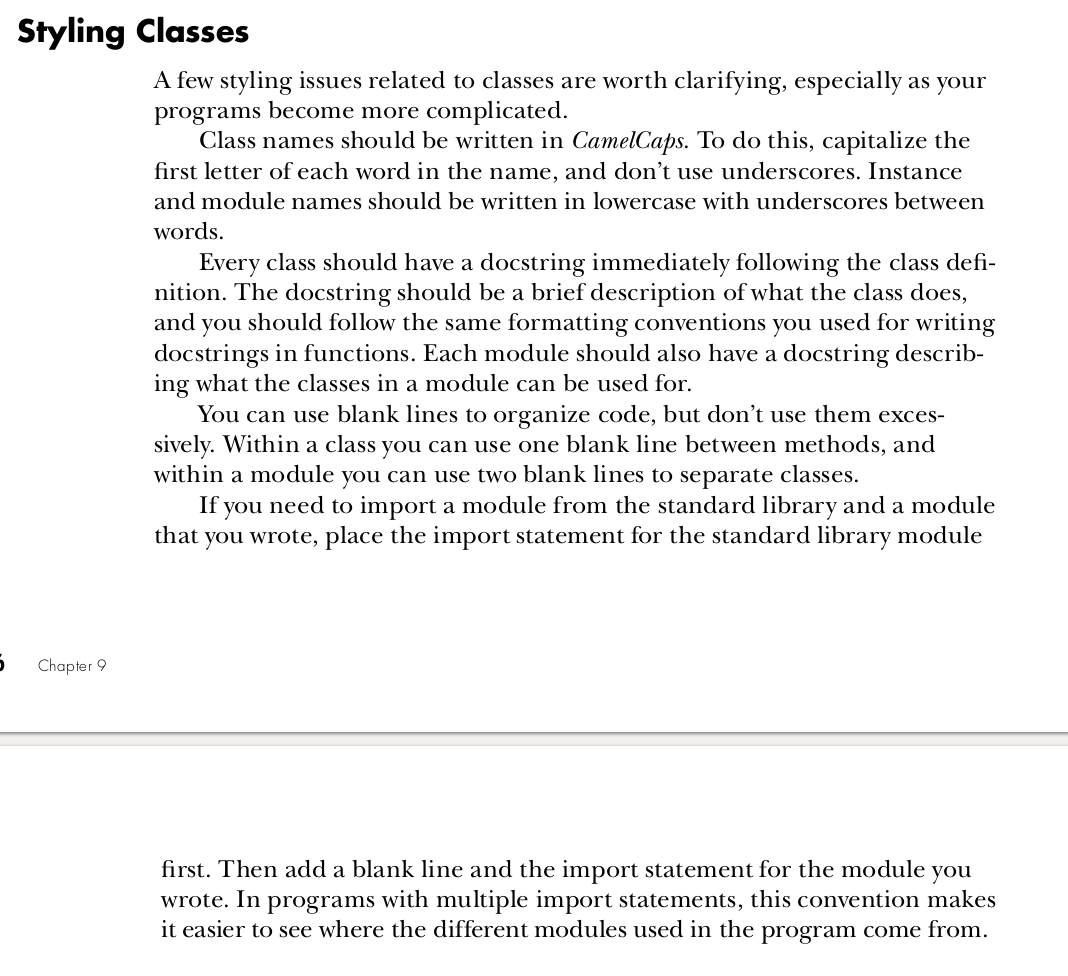 Styling Classes
A few styling issues related to classes are worth clarifying, especially as your
programs become more complicated.
Class names should be written in CamelCaps. To do this, capitalize the
first letter of each word in the name, and don’t use underscores. Instance
and module names should be written in lowercase with underscores between
words.
Every class should have a docstring immediately following the class defi-
nition. The docstring should be a brief description of what the class does,
and you should follow the same formatting conventions you used for writing
docstrings in functions. Each module should also have a docstring describ-
ing what the classes in a module can be used for.
You can use blank lines to organize code, but don’t use them exces-
sively. Within a class you can use one blank line between methods, and
within a module you can use two blank lines to separate classes.
If you need to import a module from the standard library and a module
that you wrote, place the import statement for the standard library module
Chapter 9
first. Then add a blank line and the import statement for the module you
wrote. In programs with multiple import statements, this convention makes
it easier to see where the different modules used in the program come from.